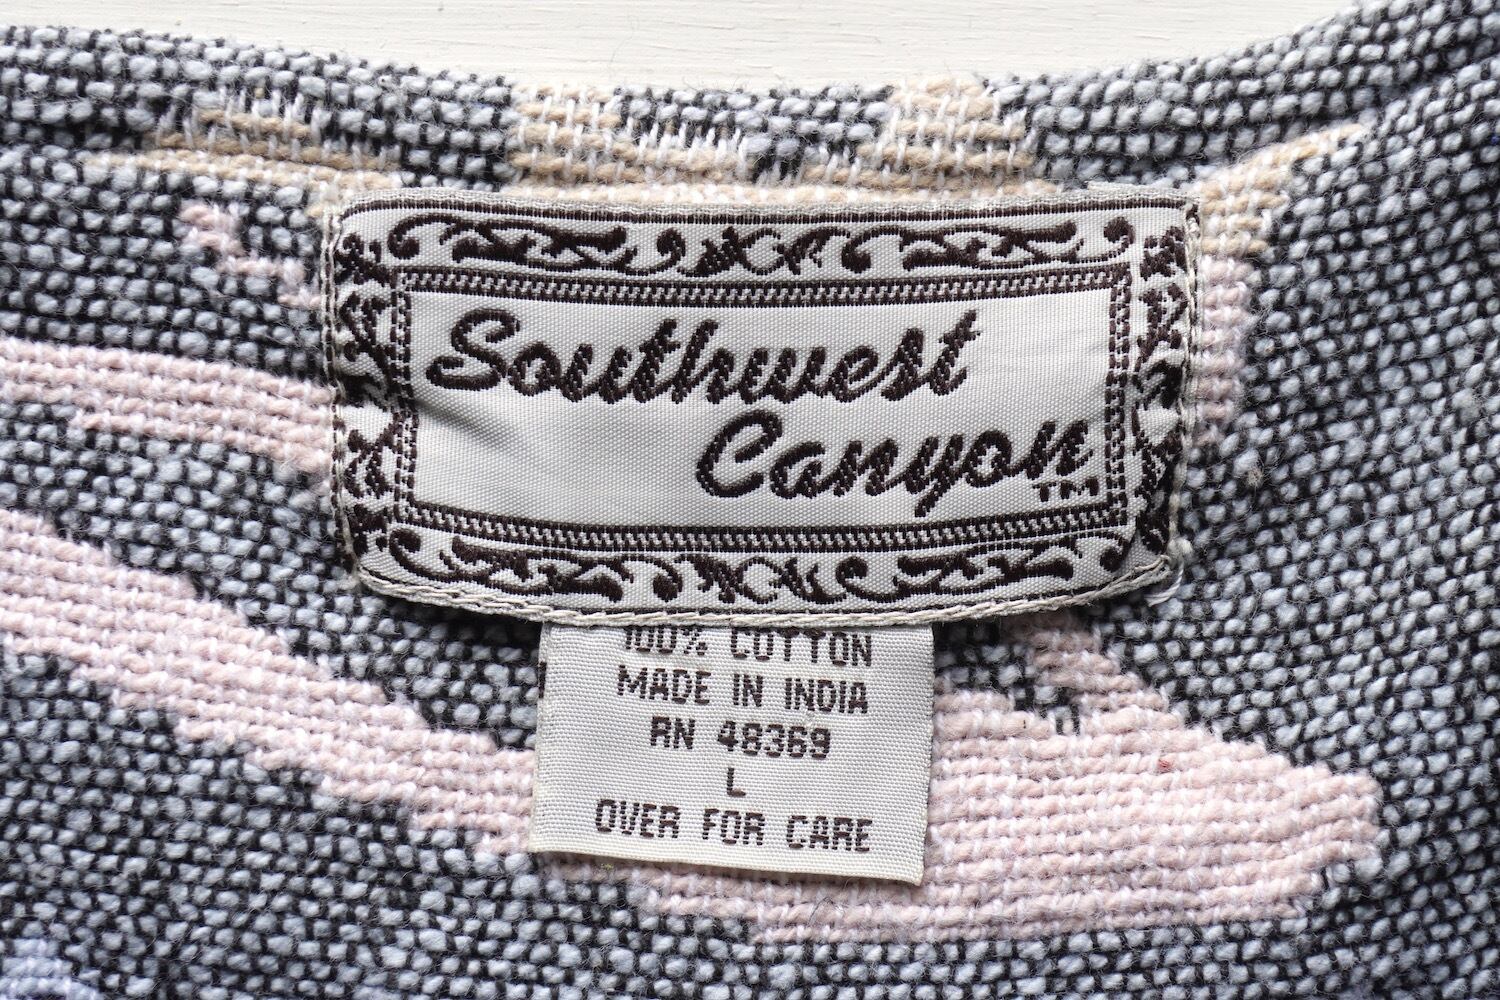 Southwest
Canyon
TM
100% COTTON
MADE IN INDIA
RN 48369
L
OVER FOR CARE